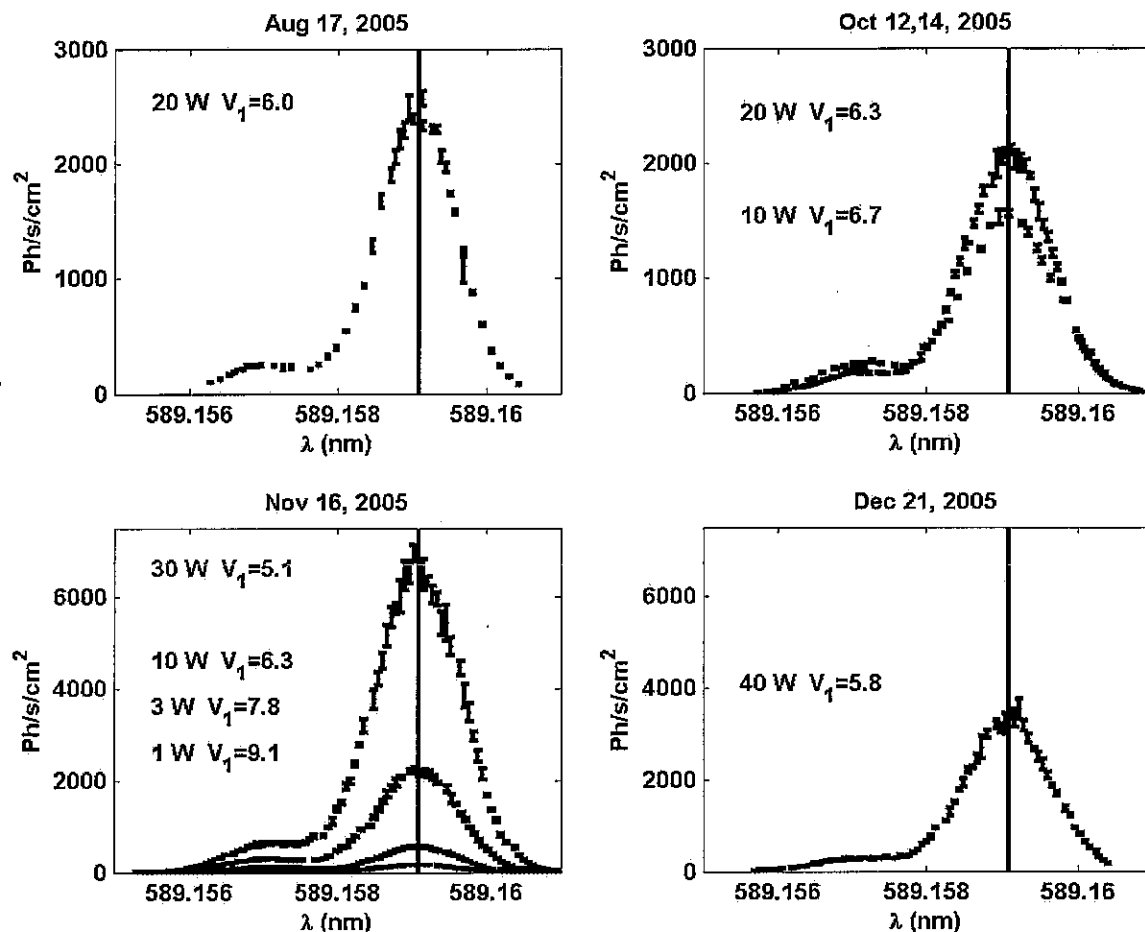 Aug 17, 2005
3000
2000
1000
0
Ph/s/cm²
20 W V₁=6.0
589.156 589.158 589.16
λ (nm)
Oct 12,14, 2005
3000
2000
1000
0
Ph/s/cm²
20 W V₁=6.3
10 W V₁=6.7
589.156 589.158 589.16
λ (nm)
Nov 16, 2005
6000
4000
2000
0
Ph/s/cm²
30 W V₁=5.1
10 W V₁=6.3
3 W V₁=7.8
1 W V₁=9.1
589.156 589.158 589.16
λ (nm)
Dec 21, 2005
6000
4000
2000
0
Ph/s/cm²
40 W V₁=5.8
589.156 589.158 589.16
λ (nm)